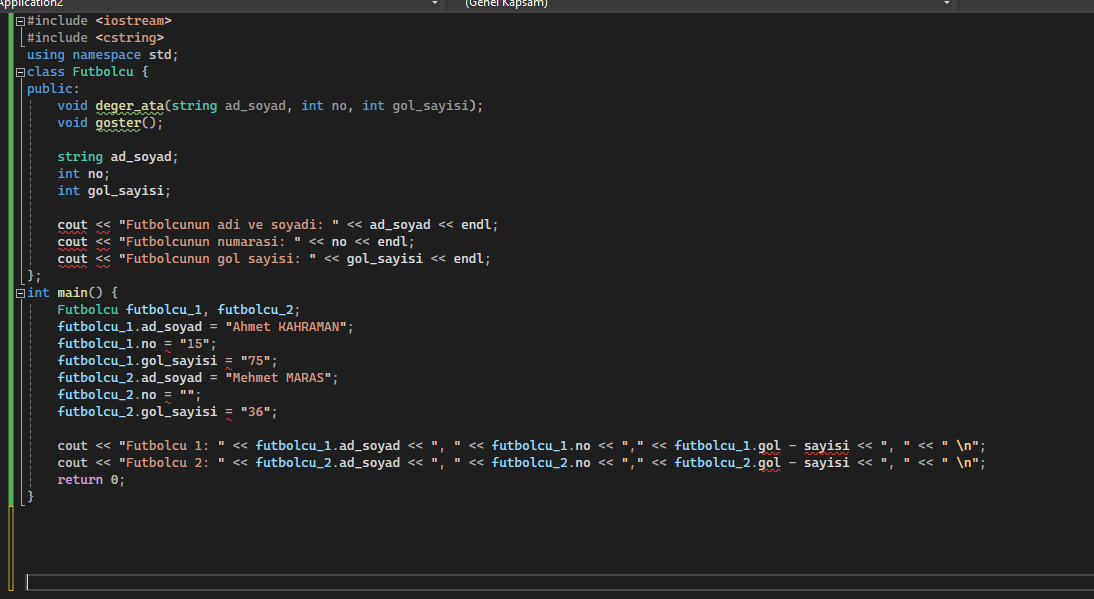 Application2 (Genel Kapsam)
#include <iostream>
#include <cstring>
using namespace std;
class Futbolcu {
public:
    void deger_ata(string ad_soyad, int no, int gol_sayisi);
    void goster();
    string ad_soyad;
    int no;
    int gol_sayisi;
    cout << "Futbolcunun adi ve soyadi: " << ad_soyad << endl;
    cout << "Futbolcunun numarasi: " << no << endl;
    cout << "Futbolcunun gol sayisi: " << gol_sayisi << endl;
};
int main() {
    Futbolcu futbolcu_1, futbolcu_2;
    futbolcu_1.ad_soyad = "Ahmet KAHRAMAN";
    futbolcu_1.no = "15";
    futbolcu_1.gol_sayisi = "75";
    futbolcu_2.ad_soyad = "Mehmet MARAS";
    futbolcu_2.no = "";
    futbolcu_2.gol_sayisi = "36";
    cout << "Futbolcu 1: " << futbolcu_1.ad_soyad << ", " << futbolcu_1.no << "," << futbolcu_1.gol - sayisi << ", " << " \n";
    cout << "Futbolcu 2: " << futbolcu_2.ad_soyad << ", " << futbolcu_2.no << "," << futbolcu_2.gol - sayisi << ", " << " \n";
    return 0;
}